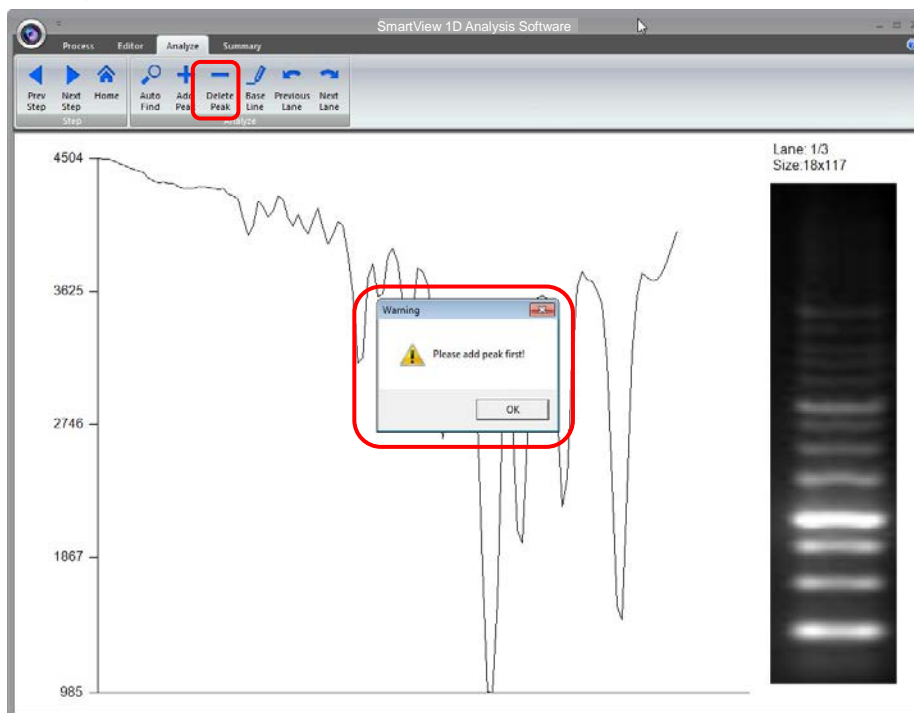 SmartView 1D Analysis Software
Process Editor Analyze Summary
Prev Step
Next Step
Home
Auto Find
Add Peak
Delete Peak
Base Line
Previous Lane
Next Lane
Step
Analyze
Lane: 1/3
Size:18x117
4504
3625
2746
1867
985
Warning
Please add peak first!
OK